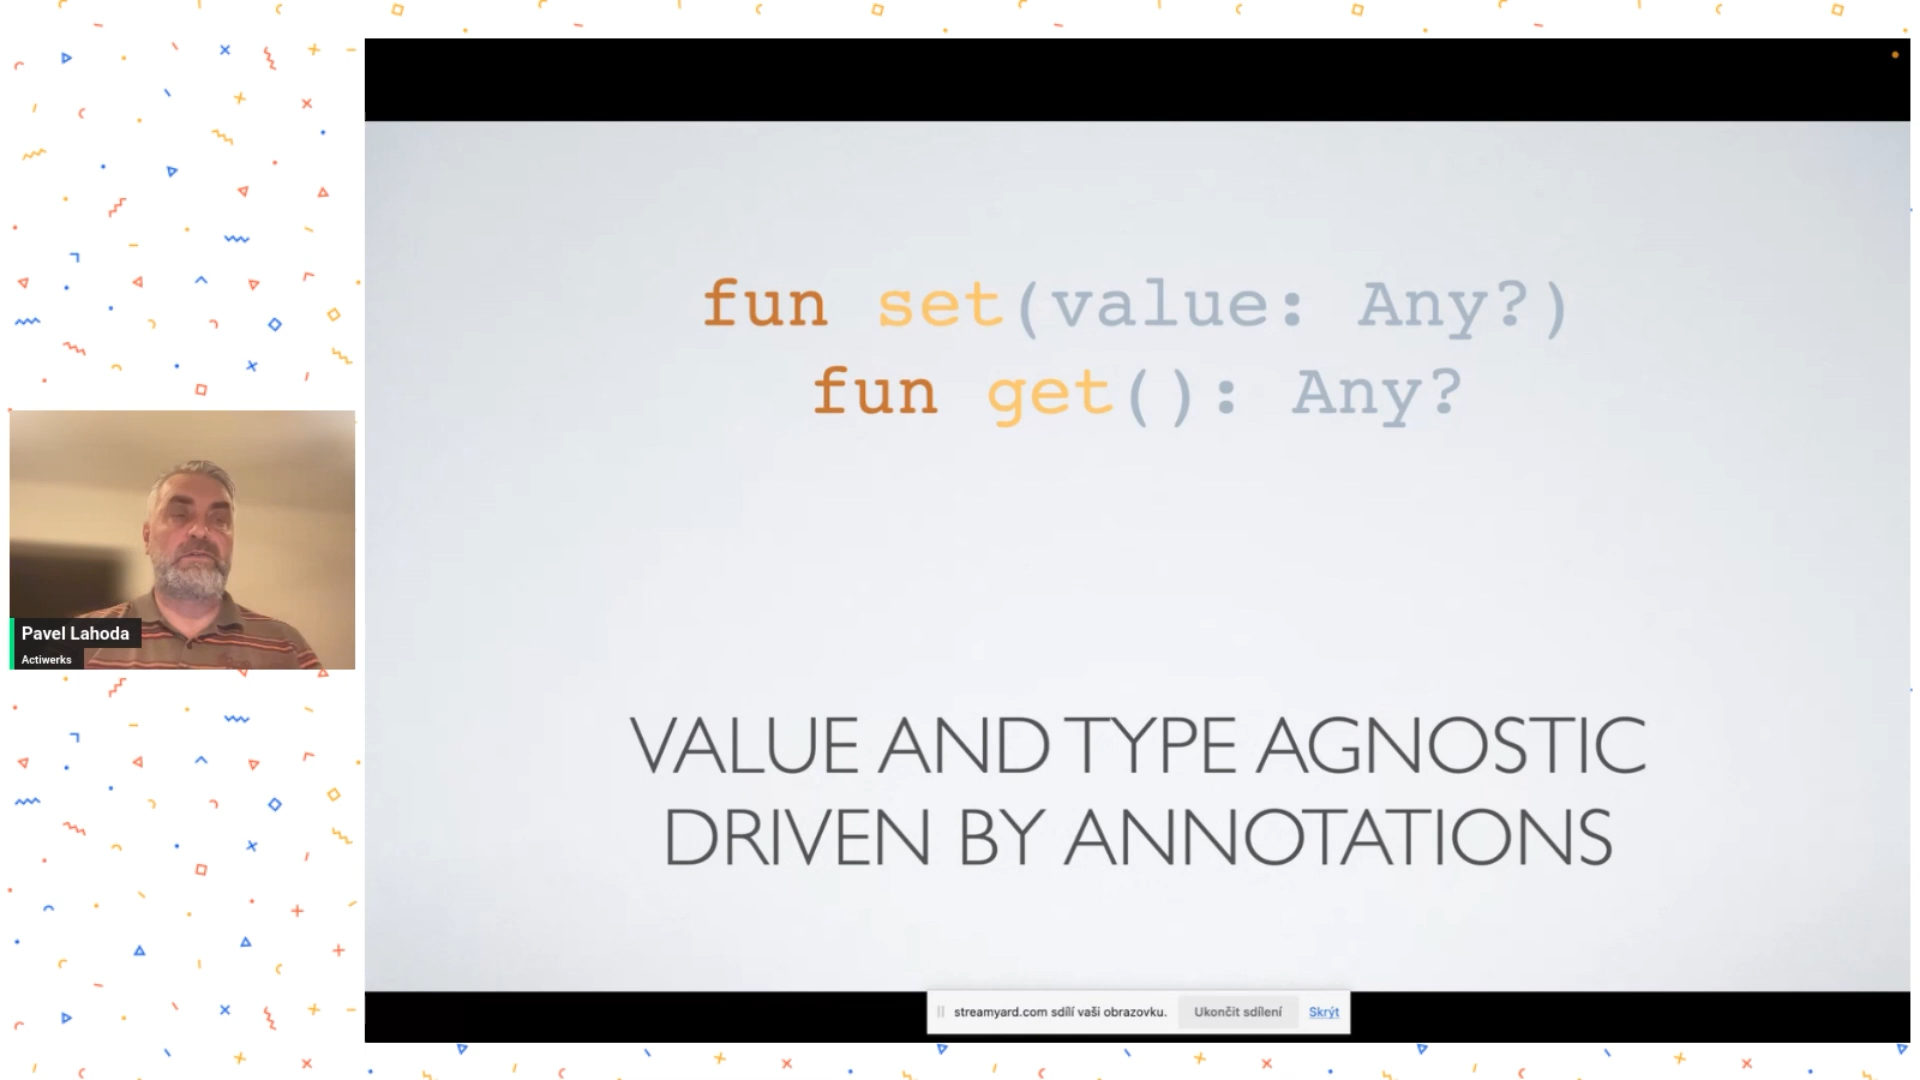 fun set(value: Any?)
fun get(): Any?
VALUE AND TYPE AGNOSTIC
DRIVEN BY ANNOTATIONS
Pavel Lahoda
Actiwerks
streamyard.com sdílí vaši obrazovku. Ukončit sdílení Skrýt